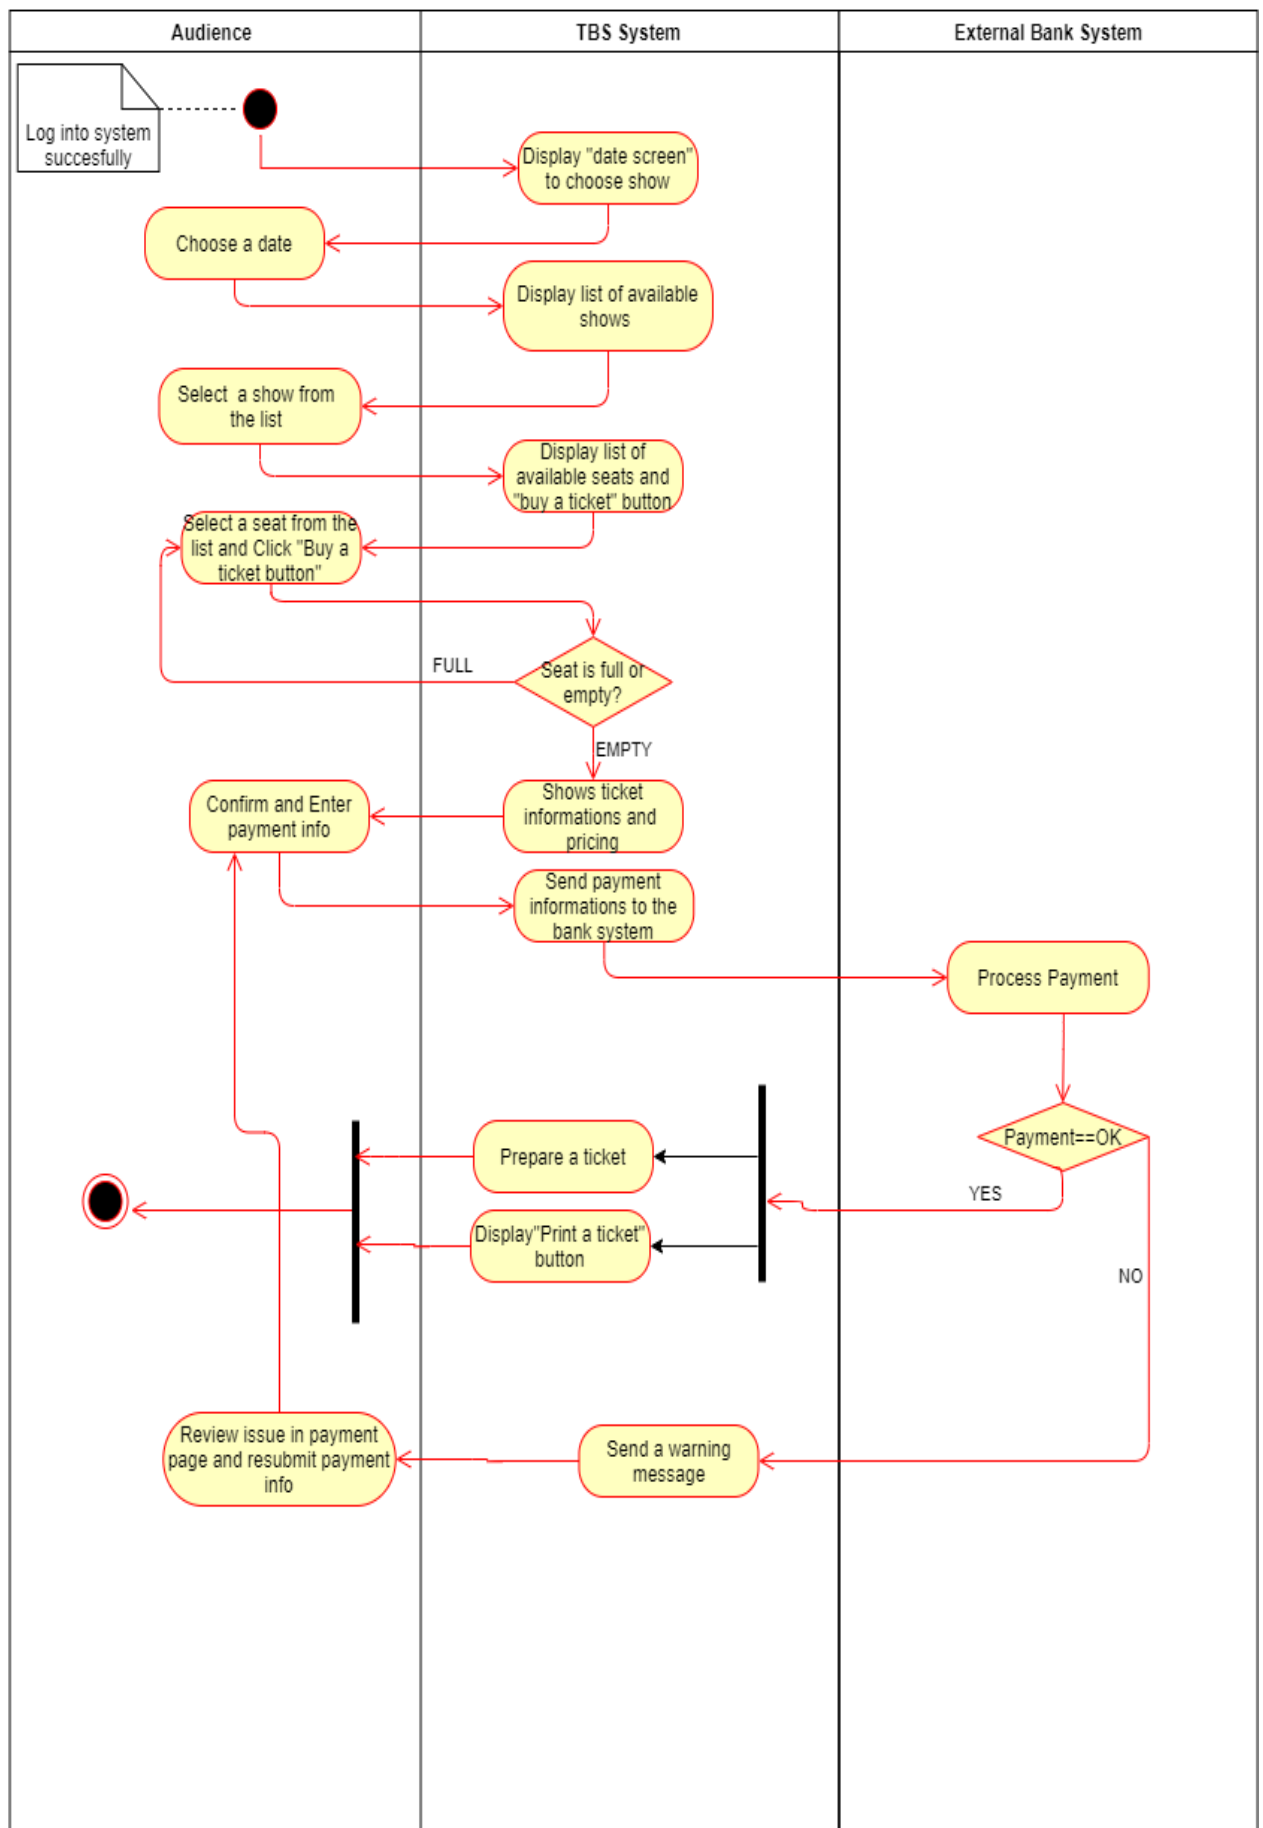 Audience
TBS System
External Bank System
Log into system
succesfully
Display "date screen"
to choose show
Choose a date
Display list of available
shows
Select a show from
the list
Display list of
available seats and
"buy a ticket" button
Select a seat from the
list and Click "Buy a
ticket button"
FULL
Seat is full or
empty?
EMPTY
Confirm and Enter
payment info
Shows ticket
informations and
pricing
Send payment
informations to the
bank system
Process Payment
Payment==OK
Prepare a ticket
YES
Display"Print a ticket"
button
NO
Review issue in payment
page and resubmit payment
info
Send a warning
message